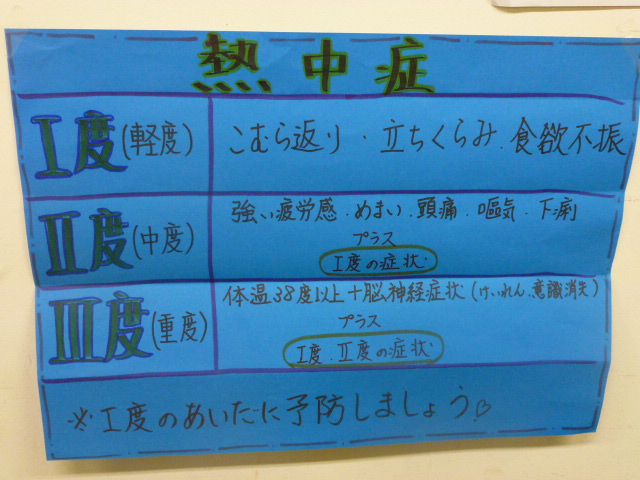 熱中症
Ⅰ度(軽度)
こむら返り・立ちくらみ・食欲不振
Ⅱ度(中度)
強い疲労感・めまい・頭痛・嘔気・下痢
プラス
Ⅰ度の症状
Ⅲ度(重度)
体温38度以上+脳神経症状(けいれん・意識消失)
プラス
Ⅰ度・Ⅱ度の症状
※Ⅰ度のあいたに予防しましょう♡